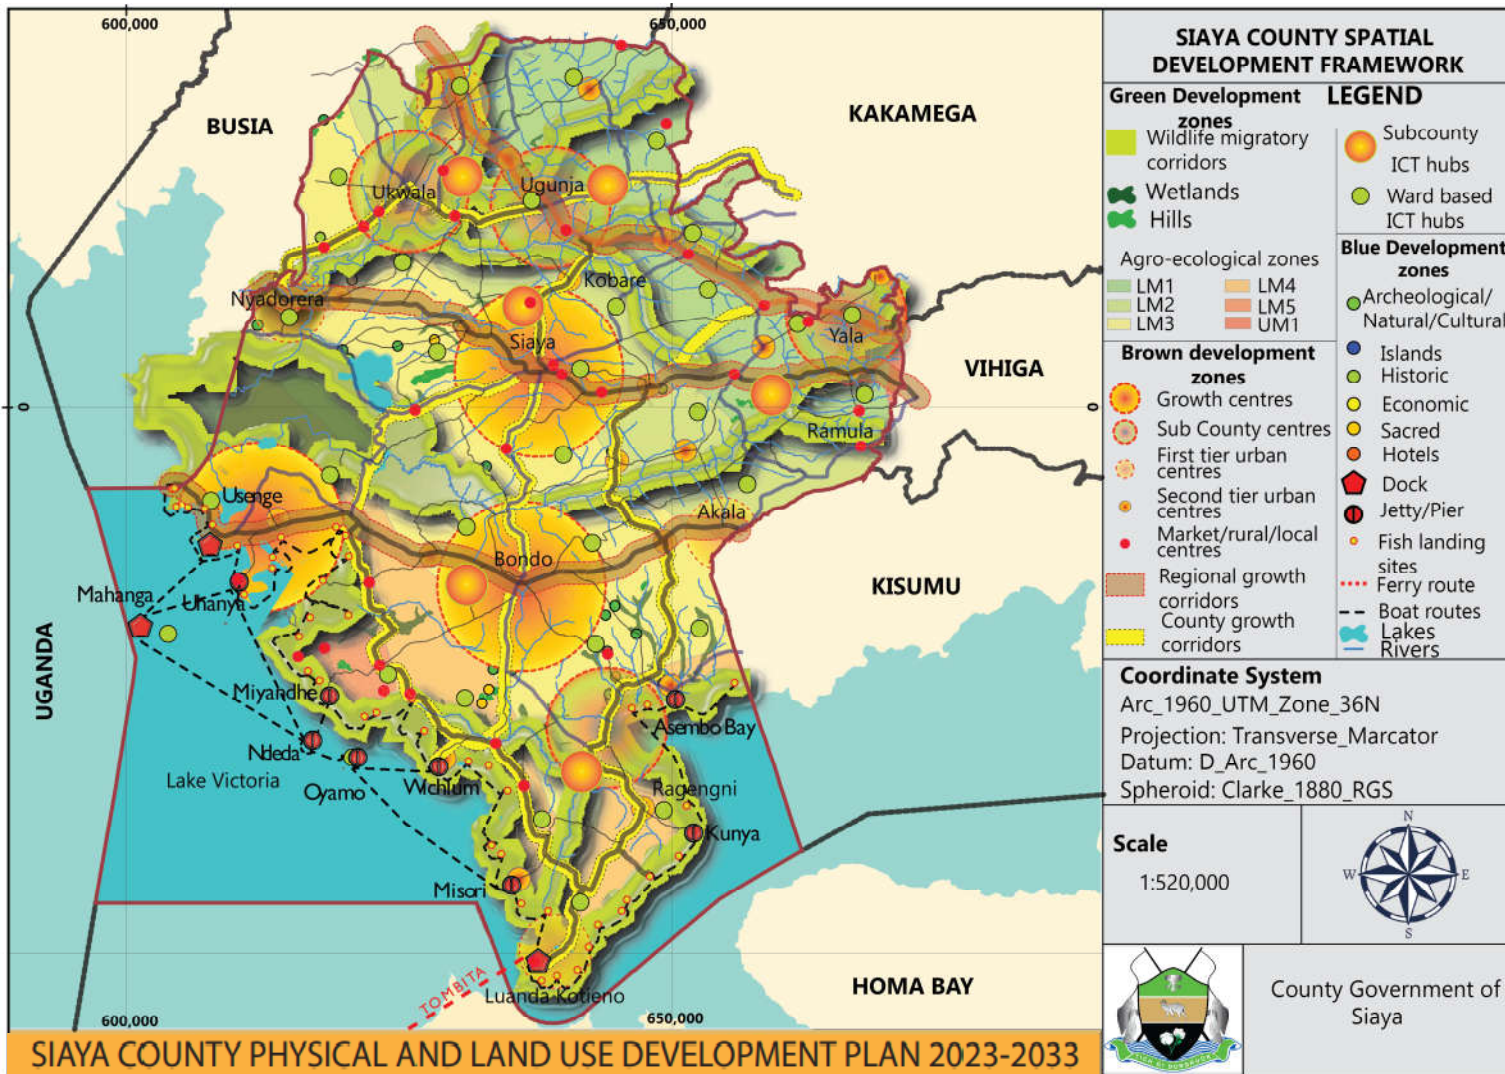 600,000
650,000
BUSIA
KAKAMEGA
Ukwala
Ugunja
Kobare
Nyadorera
Siaya
Yala
VIHIGA
0
0
Ramula
Usenge
Akala
Bondo
KISUMU
Mahanga
Uhanya
UGANDA
Miyandhe
Asembo Bay
Ndeda
Lake Victoria
Oyamo
Wichlum
Ragengni
Kunya
Misori
TO MBITA
Luanda Kotieno
HOMA BAY
600,000
650,000
SIAYA COUNTY PHYSICAL AND LAND USE DEVELOPMENT PLAN 2023-2033
SIAYA COUNTY SPATIAL
DEVELOPMENT FRAMEWORK
LEGEND
Green Development
zones
Wildlife migratory
corridors
Wetlands
Hills
Agro-ecological zones
LM1
LM2
LM3
LM4
LM5
UM1
Brown development
zones
Growth centres
Sub County centres
First tier urban
centres
Second tier urban
centres
Market/rural/local
centres
Regional growth
corridors
County growth
corridors
Subcounty
ICT hubs
Ward based
ICT hubs
Blue Development
zones
Archeological/
Natural/Cultural
Islands
Historic
Economic
Sacred
Hotels
Dock
Jetty/Pier
Fish landing
sites
Ferry route
Boat routes
Lakes
Rivers
Coordinate System
Arc_1960_UTM_Zone_36N
Projection: Transverse_Marcator
Datum: D_Arc_1960
Spheroid: Clarke_1880_RGS
Scale
1:520,000
N
W
E
S
County Government of
Siaya